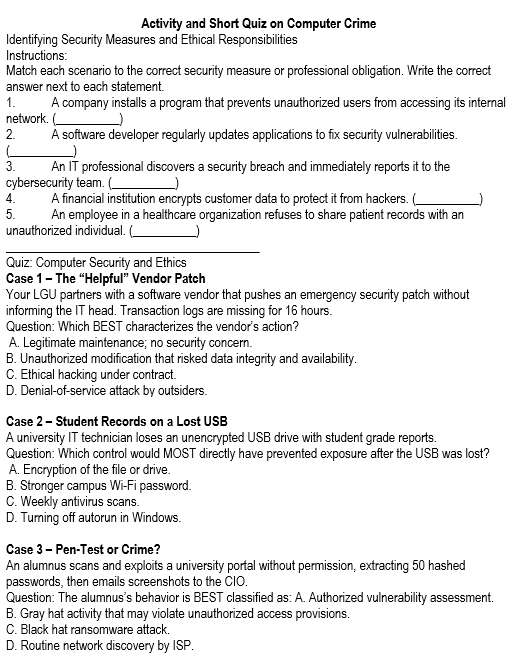 Activity and Short Quiz on Computer Crime
Identifying Security Measures and Ethical Responsibilities
Instructions:
Match each scenario to the correct security measure or professional obligation. Write the correct
answer next to each statement.
1. A company installs a program that prevents unauthorized users from accessing its internal
network. (__________)
2. A software developer regularly updates applications to fix security vulnerabilities.
(__________)
3. An IT professional discovers a security breach and immediately reports it to the
cybersecurity team. (__________)
4. A financial institution encrypts customer data to protect it from hackers. (__________)
5. An employee in a healthcare organization refuses to share patient records with an
unauthorized individual. (__________)
________________________________________
Quiz: Computer Security and Ethics
Case 1 – The “Helpful” Vendor Patch
Your LGU partners with a software vendor that pushes an emergency security patch without
informing the IT head. Transaction logs are missing for 16 hours.
Question: Which BEST characterizes the vendor’s action?
A. Legitimate maintenance; no security concern.
B. Unauthorized modification that risked data integrity and availability.
C. Ethical hacking under contract.
D. Denial-of-service attack by outsiders.
Case 2 – Student Records on a Lost USB
A university IT technician loses an unencrypted USB drive with student grade reports.
Question: Which control would MOST directly have prevented exposure after the USB was lost?
A. Encryption of the file or drive.
B. Stronger campus Wi-Fi password.
C. Weekly antivirus scans.
D. Turning off autorun in Windows.
Case 3 – Pen-Test or Crime?
An alumnus scans and exploits a university portal without permission, extracting 50 hashed
passwords, then emails screenshots to the CIO.
Question: The alumnus’s behavior is BEST classified as: A. Authorized vulnerability assessment.
B. Gray hat activity that may violate unauthorized access provisions.
C. Black hat ransomware attack.
D. Routine network discovery by ISP.